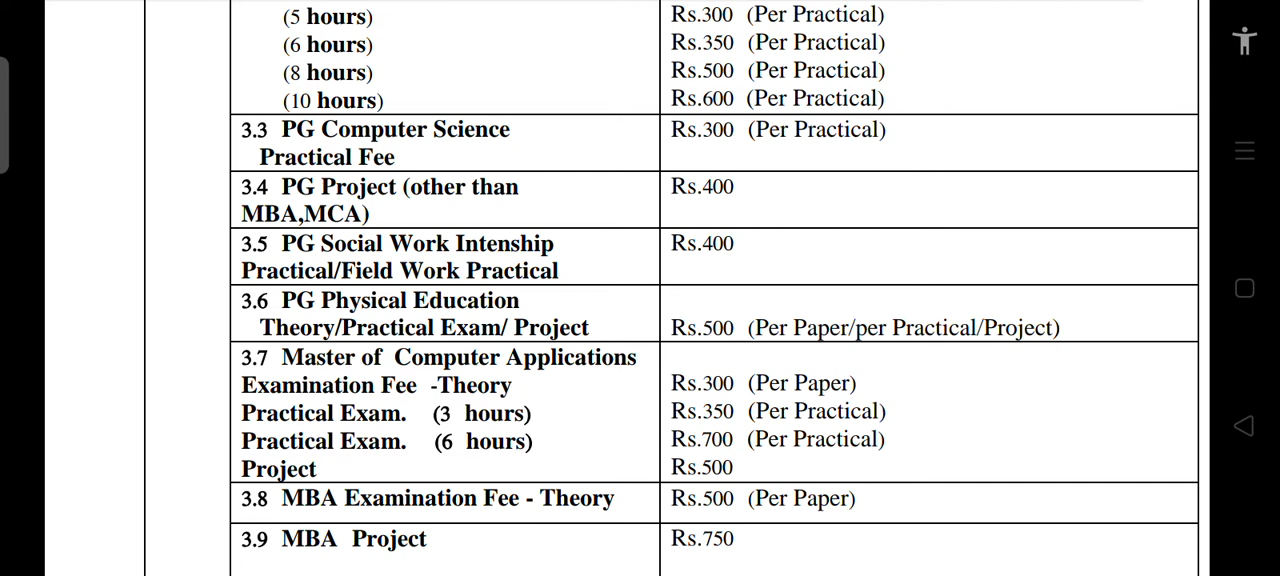 (5 hours) Rs.300 (Per Practical)
(6 hours) Rs.350 (Per Practical)
(8 hours) Rs.500 (Per Practical)
(10 hours) Rs.600 (Per Practical)
3.3 PG Computer Science Rs.300 (Per Practical)
Practical Fee
3.4 PG Project (other than Rs.400
MBA,MCA)
3.5 PG Social Work Intenship Rs.400
Practical/Field Work Practical
3.6 PG Physical Education
Theory/Practical Exam/ Project Rs.500 (Per Paper/per Practical/Project)
3.7 Master of Computer Applications
Examination Fee -Theory Rs.300 (Per Paper)
Practical Exam. (3 hours) Rs.350 (Per Practical)
Practical Exam. (6 hours) Rs.700 (Per Practical)
Project Rs.500
3.8 MBA Examination Fee - Theory Rs.500 (Per Paper)
3.9 MBA Project Rs.750